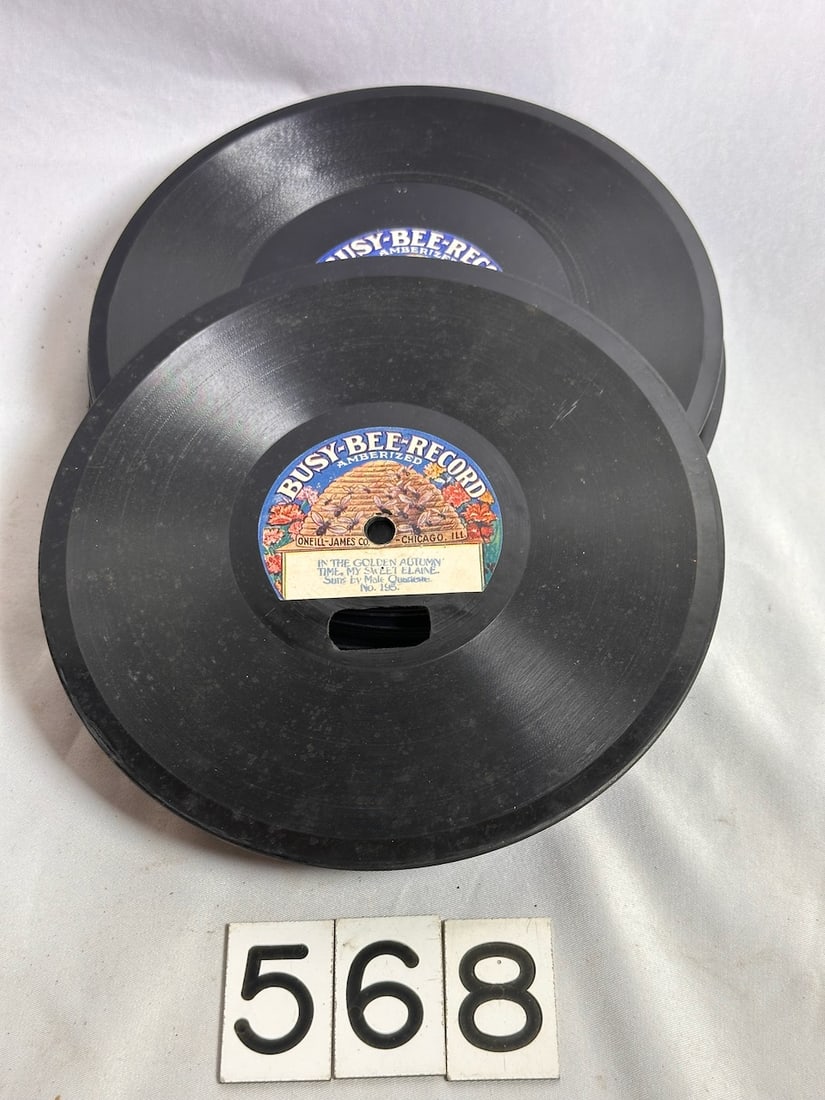 BUSY-BEE-RECO
AMBERIZED
BUSY-BEE-RECORD
AMBERIZED
ONEILL-JAMES CO. -CHICAGO, ILL.
IN THE GOLDEN AUTUMN
TIME, MY SWEET ELAINE.
Sung by Male Quartette.
No. 195.
568